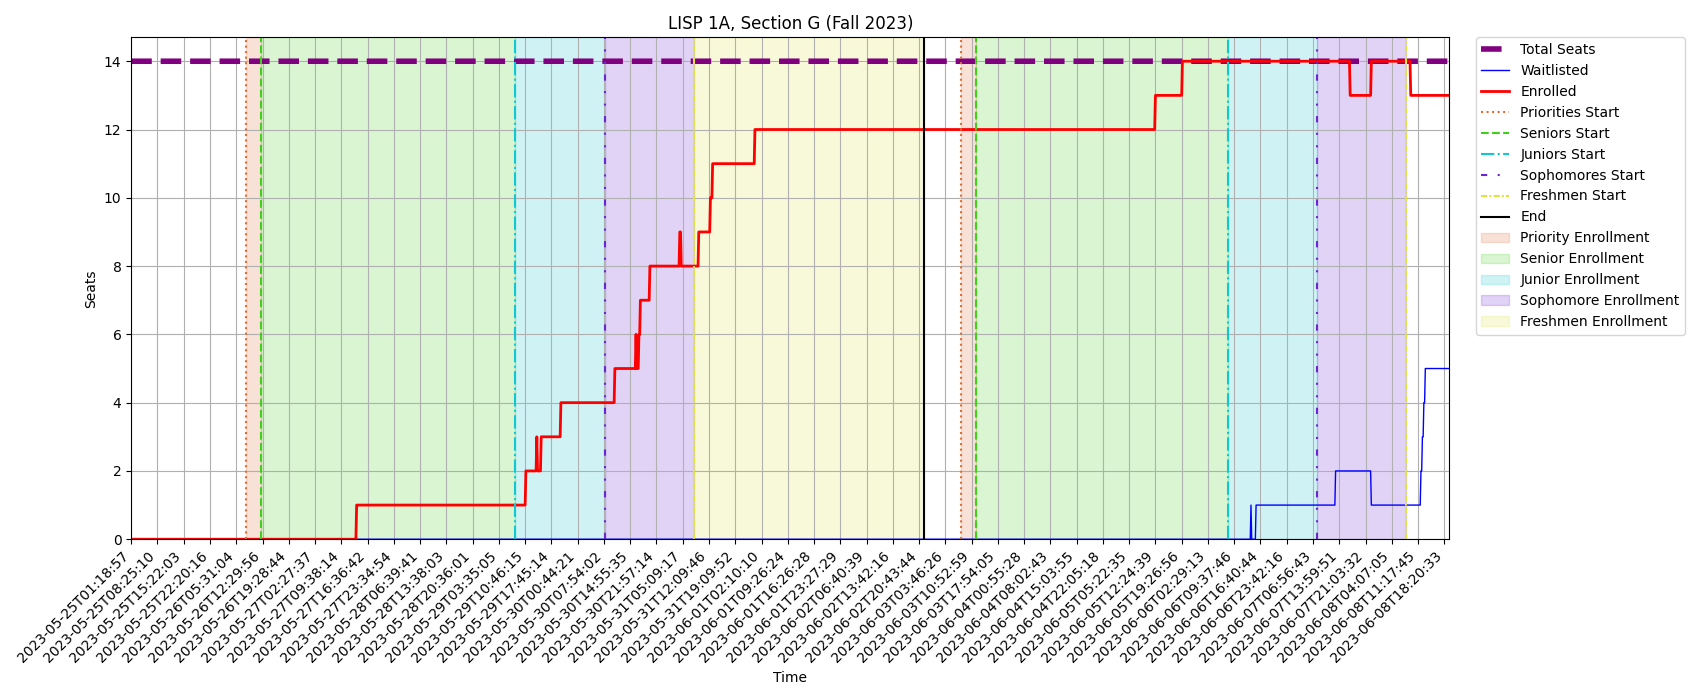 LISP 1A, Section G (Fall 2023)
Seats
14
12
10
8
6
4
2
0
2023-05-25T01:18:57
2023-05-25T08:25:10
2023-05-25T15:22:03
2023-05-25T22:20:16
2023-05-26T05:31:04
2023-05-26T12:29:56
2023-05-26T19:28:44
2023-05-27T02:27:37
2023-05-27T09:38:14
2023-05-27T16:36:42
2023-05-27T23:34:54
2023-05-28T06:39:41
2023-05-28T13:38:03
2023-05-28T20:36:01
2023-05-29T03:35:05
2023-05-29T10:46:15
2023-05-29T17:45:14
2023-05-30T00:44:21
2023-05-30T07:54:02
2023-05-30T14:55:35
2023-05-30T21:57:14
2023-05-31T05:09:17
2023-05-31T12:09:46
2023-05-31T19:09:52
2023-06-01T02:10:10
2023-06-01T09:26:24
2023-06-01T16:26:28
2023-06-01T23:27:29
2023-06-02T06:40:39
2023-06-02T13:42:16
2023-06-02T20:43:44
2023-06-03T03:46:26
2023-06-03T10:52:59
2023-06-03T17:54:05
2023-06-04T00:55:28
2023-06-04T08:02:43
2023-06-04T15:03:55
2023-06-04T22:05:18
2023-06-05T05:22:35
2023-06-05T12:24:39
2023-06-05T19:26:56
2023-06-06T02:29:13
2023-06-06T09:37:46
2023-06-06T16:40:44
2023-06-06T23:42:16
2023-06-07T06:56:43
2023-06-07T13:59:51
2023-06-07T21:03:32
2023-06-08T04:07:05
2023-06-08T11:17:45
2023-06-08T18:20:33
Time
Total Seats
Waitlisted
Enrolled
Priorities Start
Seniors Start
Juniors Start
Sophomores Start
Freshmen Start
End
Priority Enrollment
Senior Enrollment
Junior Enrollment
Sophomore Enrollment
Freshmen Enrollment